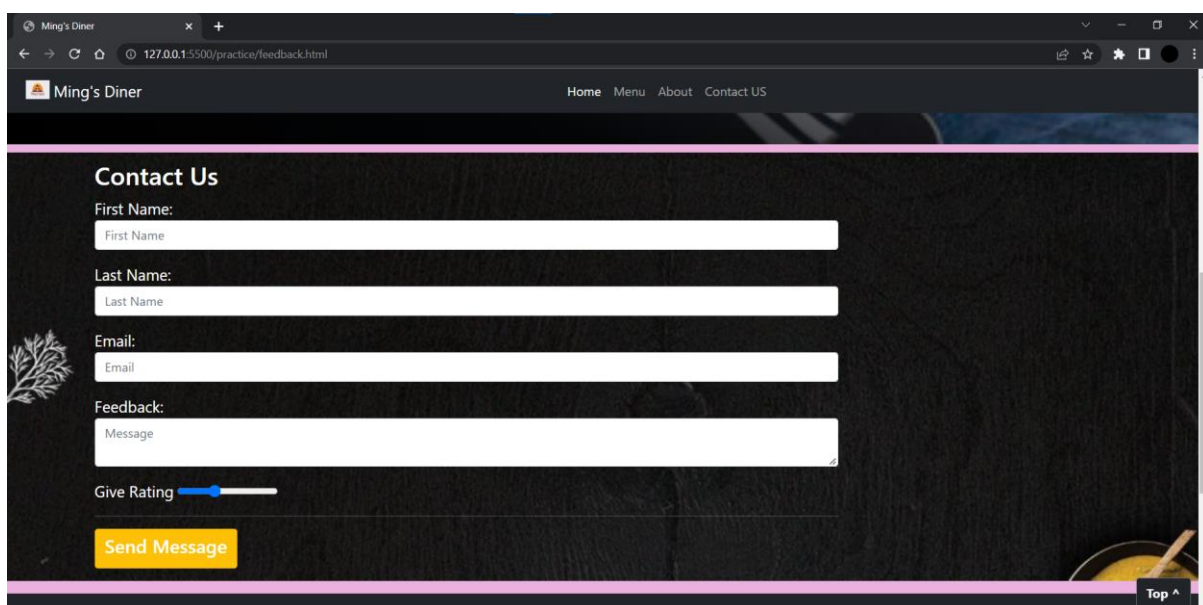 Ming's Diner
127.0.0.1:5500/practice/feedback.html
Ming's Diner
Home Menu About Contact US
Contact Us
First Name:
First Name
Last Name:
Last Name
Email:
Email
Feedback:
Message
Give Rating
Send Message
Top ^